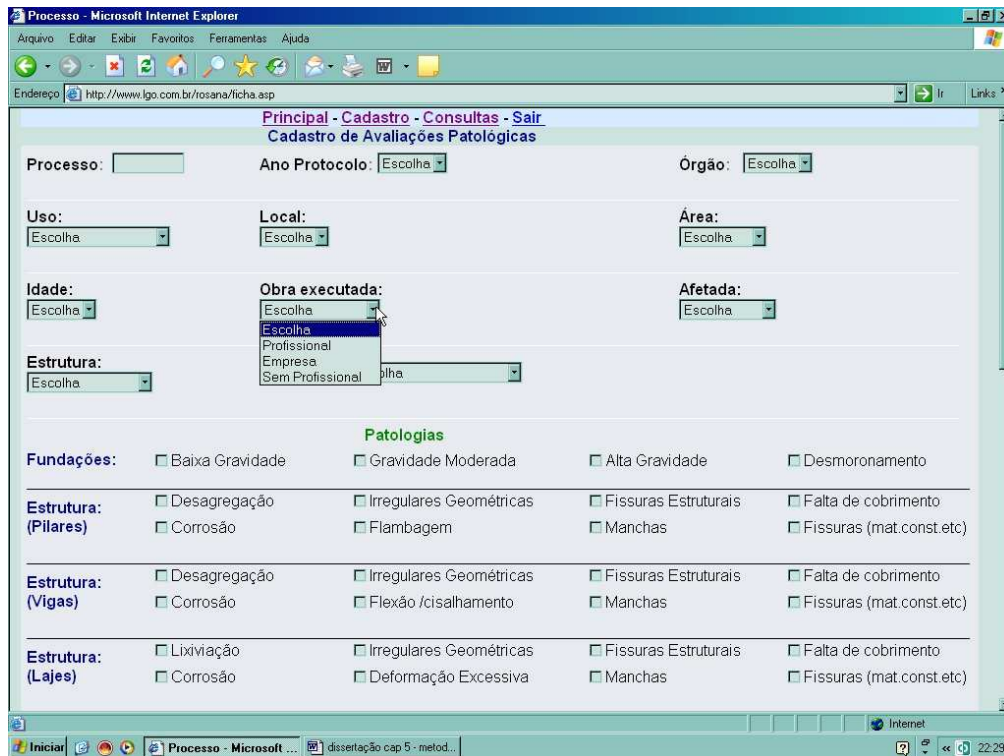 Processo - Microsoft Internet Explorer
Arquivo Editar Exibir Favoritos Ferramentas Ajuda
Endereço http://www.lgo.com.br/rosana/ficha.asp Ir Links
Principal - Cadastro - Consultas - Sair
Cadastro de Avaliações Patológicas
Processo: Ano Protocolo: Escolha Órgão: Escolha
Uso: Local: Área:
Escolha Escolha Escolha
Idade: Obra executada: Afetada:
Escolha Escolha Escolha
Escolha
Profissional
Empresa
Sem Profissional
Estrutura:
Escolha
Patologias
Fundações: Baixa Gravidade Gravidade Moderada Alta Gravidade Desmoronamento
Estrutura: (Pilares)
Desagregação Irregulares Geométricas Fissuras Estruturais Falta de cobrimento
Corrosão Flambagem Manchas Fissuras (mat.const.etc)
Estrutura: (Vigas)
Desagregação Irregulares Geométricas Fissuras Estruturais Falta de cobrimento
Corrosão Flexão /cisalhamento Manchas Fissuras (mat.const.etc)
Estrutura: (Lajes)
Lixiviação Irregulares Geométricas Fissuras Estruturais Falta de cobrimento
Corrosão Deformação Excessiva Manchas Fissuras (mat.const.etc)
Internet
Iniciar Processo - Microsoft ... dissertação cap 5 - metod...